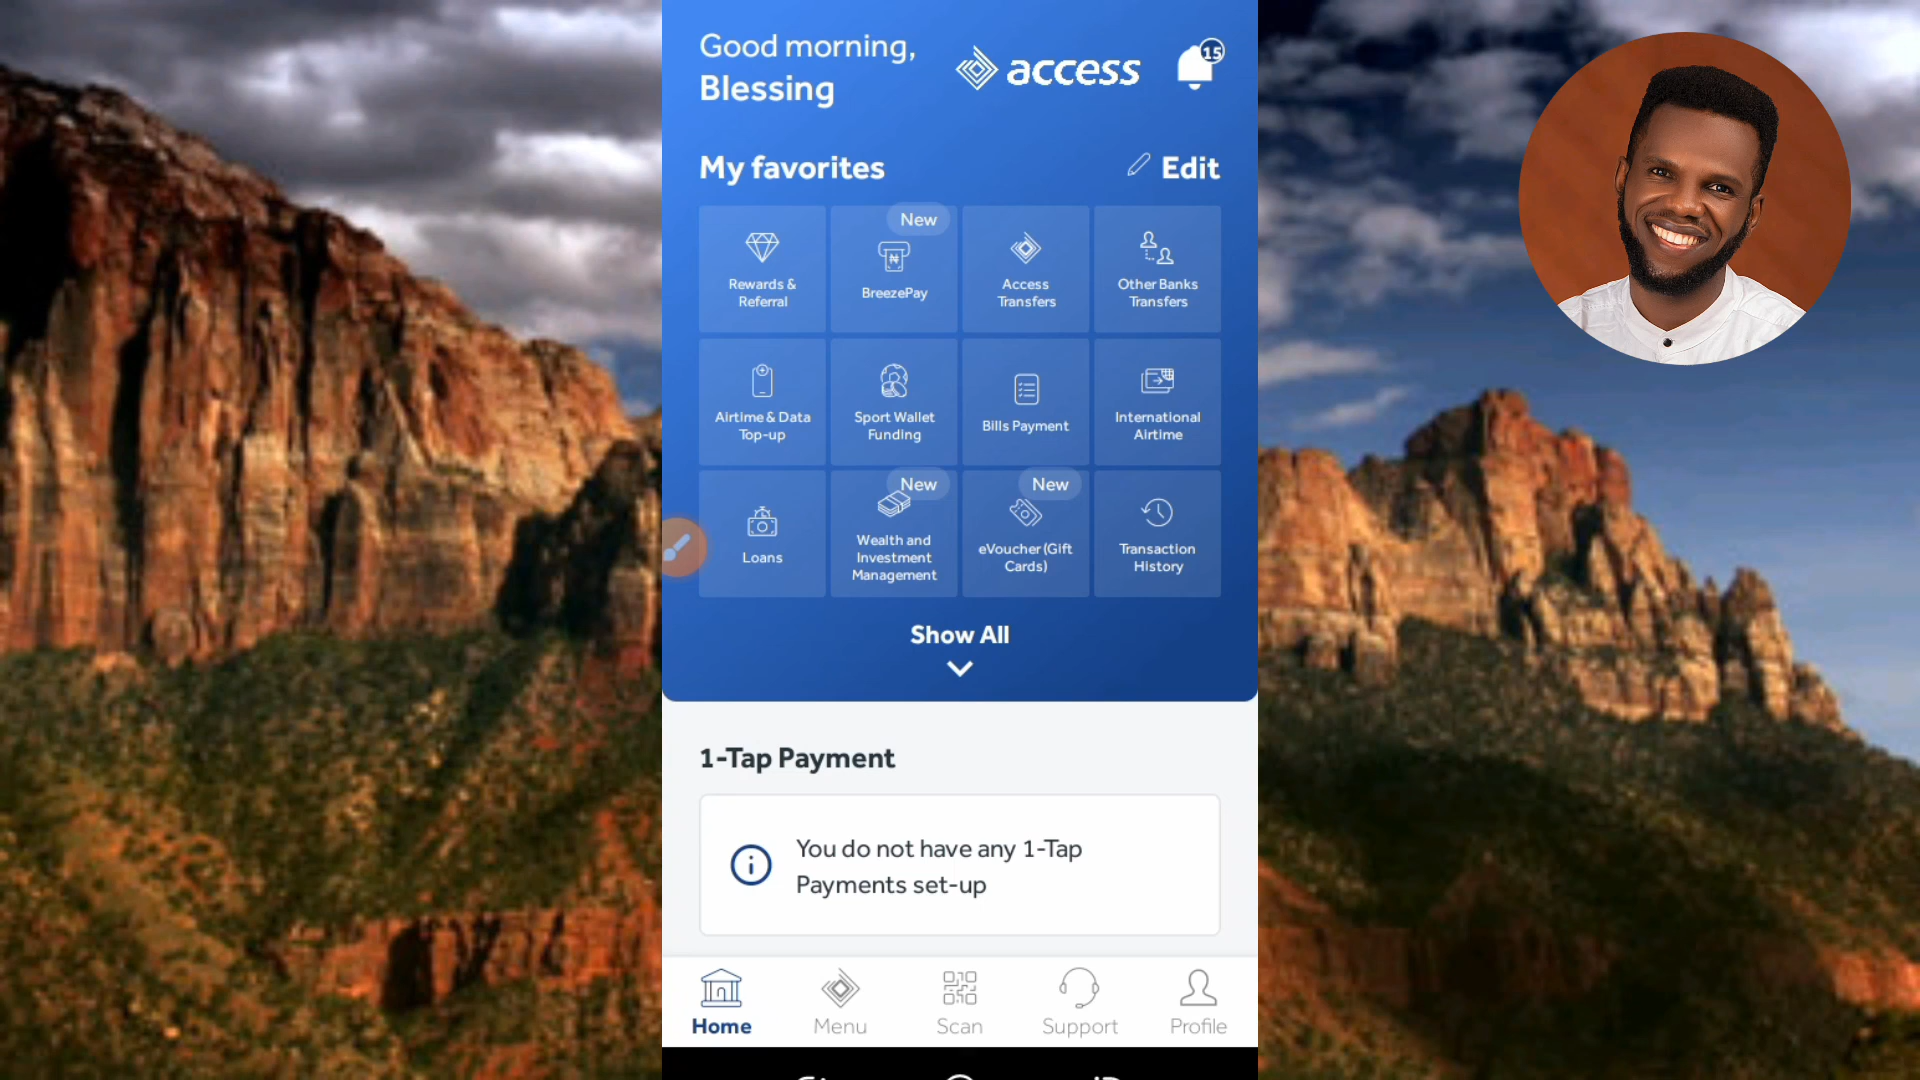 Good morning,
Blessing
access
15
My favorites
Edit
Rewards &
Referral
New
BreezePay
Access
Transfers
Other Banks
Transfers
Airtime & Data
Top-up
Sport Wallet
Funding
Bills Payment
International
Airtime
Loans
New
Wealth and
Investment
Management
New
eVoucher (Gift
Cards)
Transaction
History
Show All
1-Tap Payment
You do not have any 1-Tap
Payments set-up
Home
Menu
Scan
Support
Profile